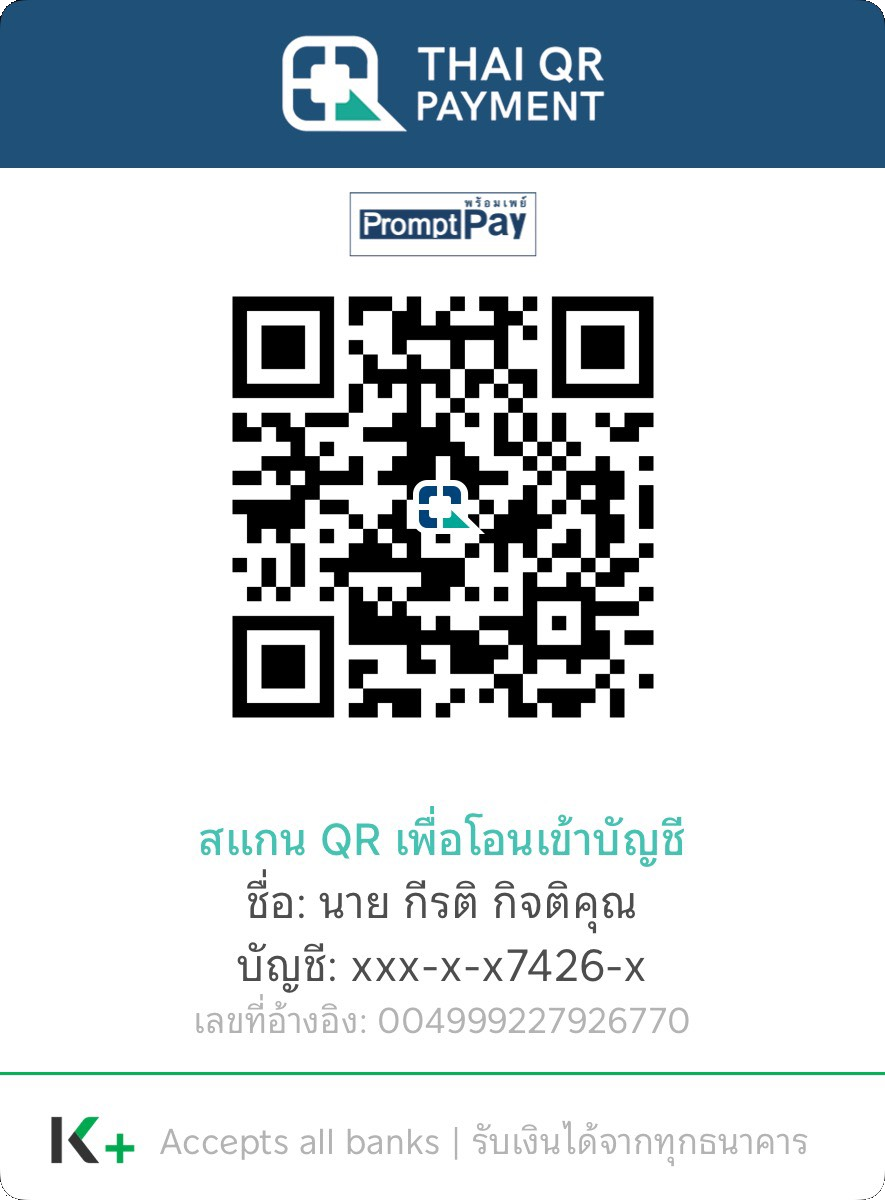 THAI QR
PAYMENT
พร้อมเพย์
PromptPay
สแกน QR เพื่อโอนเข้าบัญชี
ชื่อ: นาย กีรติ กิจติคุณ
บัญชี: xxx-x-x7426-x
เลขที่อ้างอิง: 004999227926770
K+ Accepts all banks | รับเงินได้จากทุกธนาคาร